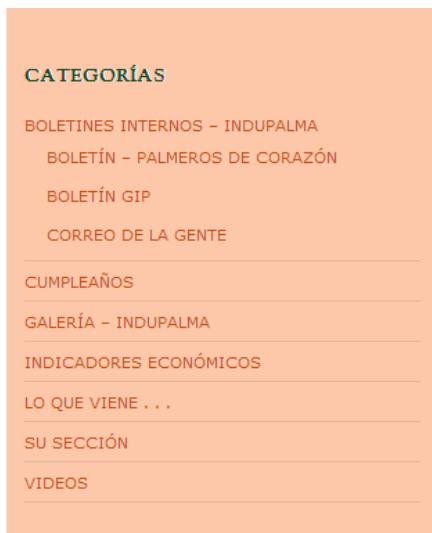 CATEGORÍAS
BOLETINES INTERNOS – INDUPALMA
BOLETÍN – PALMEROS DE CORAZÓN
BOLETÍN GIP
CORREO DE LA GENTE
CUMPLEAÑOS
GALERÍA – INDUPALMA
INDICADORES ECONÓMICOS
LO QUE VIENE . . .
SU SECCIÓN
VIDEOS